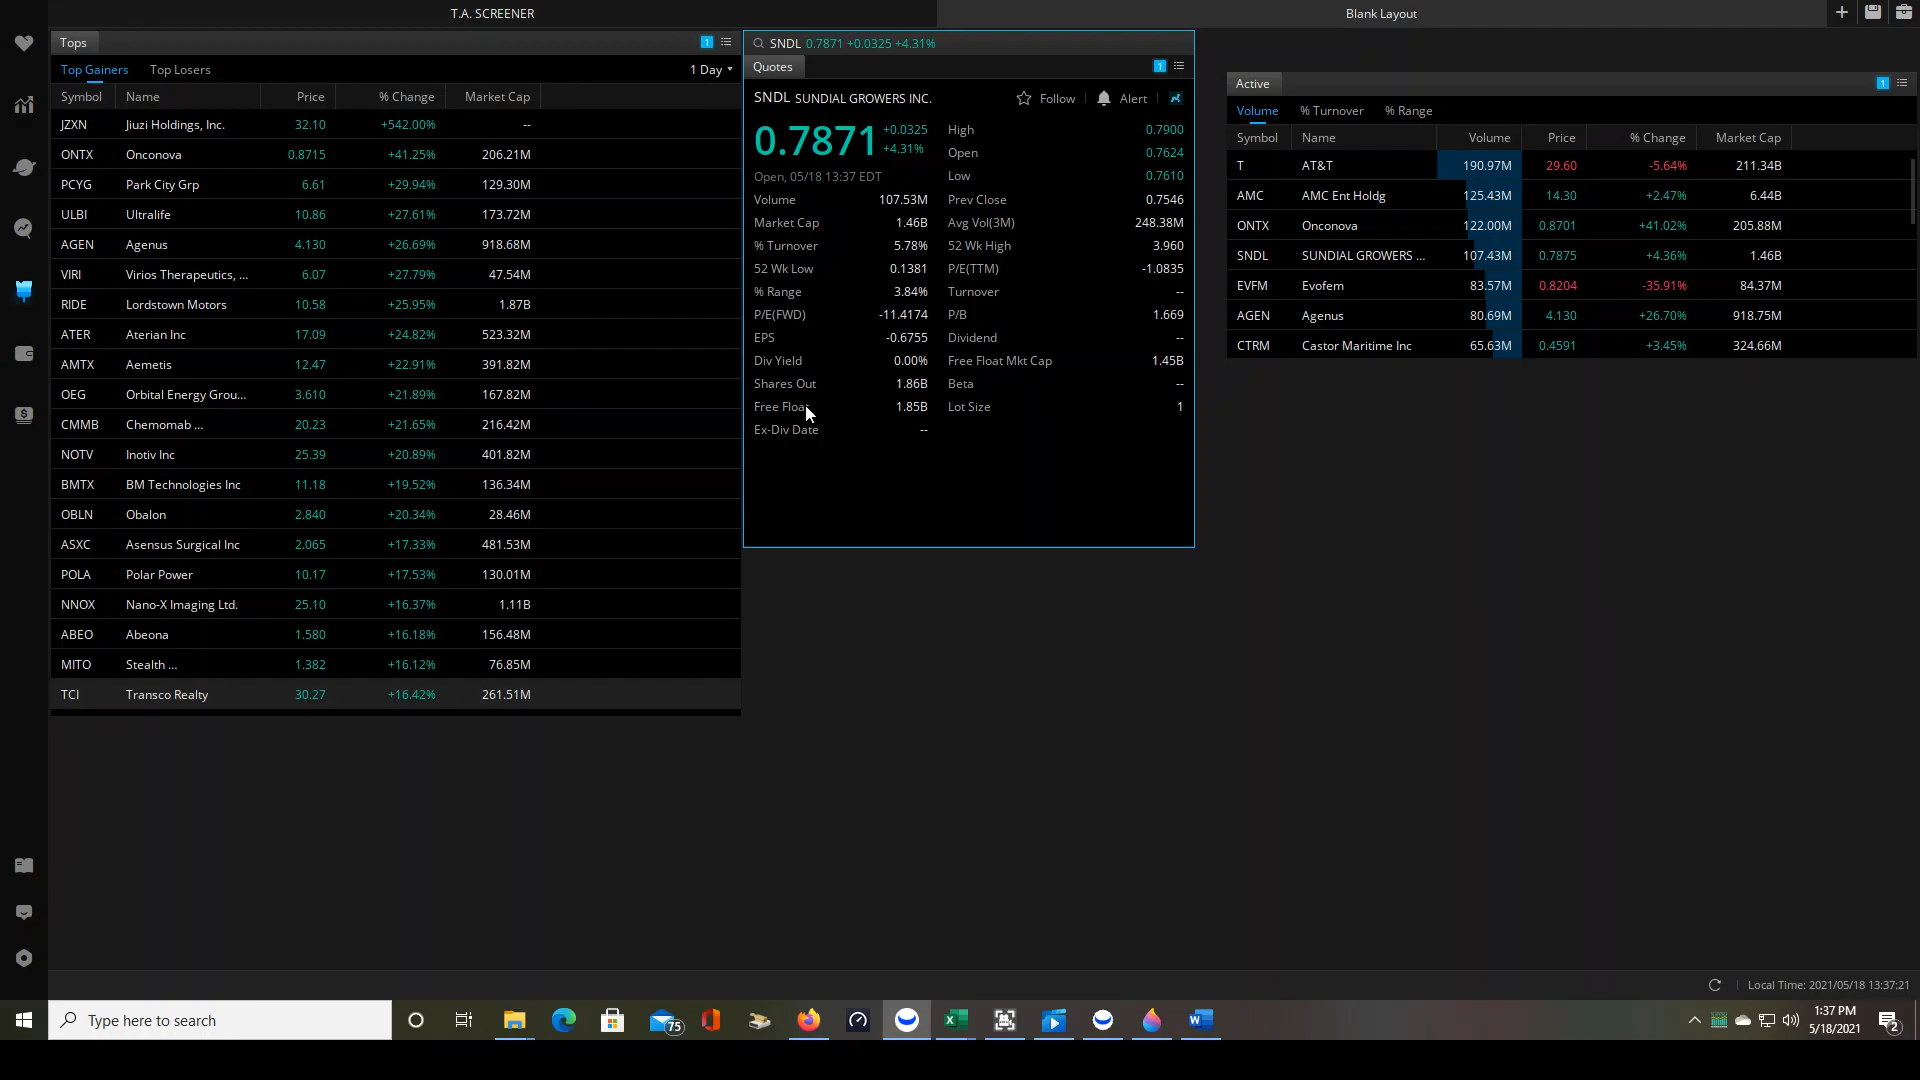 T.A. SCREENER
Blank Layout
Tops
1
Top Gainers Top Losers 1 Day
Symbol Name Price % Change Market Cap
JZXN Jiuzi Holdings, Inc. 32.10 +542.00% --
ONTX Onconova 0.8715 +41.25% 206.21M
PCYG Park City Grp 6.61 +29.94% 129.30M
ULBI Ultralife 10.86 +27.61% 173.72M
AGEN Agenus 4.130 +26.69% 918.68M
VIRI Virios Therapeutics, ... 6.07 +27.79% 47.54M
RIDE Lordstown Motors 10.58 +25.95% 1.87B
ATER Aterian Inc 17.09 +24.82% 523.32M
AMTX Aemetis 12.47 +22.91% 391.82M
OEG Orbital Energy Grou... 3.610 +21.89% 167.82M
CMMB Chemomab ... 20.23 +21.65% 216.42M
NOTV Inotiv Inc 25.39 +20.89% 401.82M
BMTX BM Technologies Inc 11.18 +19.52% 136.34M
OBLN Obalon 2.840 +20.34% 28.46M
ASXC Asensus Surgical Inc 2.065 +17.33% 481.53M
POLA Polar Power 10.17 +17.53% 130.01M
NNOX Nano-X Imaging Ltd. 25.10 +16.37% 1.11B
ABEO Abeona 1.580 +16.18% 156.48M
MITO Stealth ... 1.382 +16.12% 76.85M
TCI Transco Realty 30.27 +16.42% 261.51M
SNDL 0.7871 +0.0325 +4.31%
Quotes
1
SNDL SUNDIAL GROWERS INC. Follow Alert
0.7871 +0.0325
+4.31%
High 0.7900
Open 0.7624
Open, 05/18 13:37 EDT Low 0.7610
Volume 107.53M Prev Close 0.7546
Market Cap 1.46B Avg Vol(3M) 248.38M
% Turnover 5.78% 52 Wk High 3.960
52 Wk Low 0.1381 P/E(TTM) -1.0835
% Range 3.84% Turnover --
P/E(FWD) -11.4174 P/B 1.669
EPS -0.6755 Dividend --
Div Yield 0.00% Free Float Mkt Cap 1.45B
Shares Out 1.86B Beta --
Free Float 1.85B Lot Size 1
Ex-Div Date --
Active
1
Volume % Turnover % Range
Symbol Name Volume Price % Change Market Cap
T AT&T 190.97M 29.60 -5.64% 211.34B
AMC AMC Ent Holdg 125.43M 14.30 +2.47% 6.44B
ONTX Onconova 122.00M 0.8701 +41.02% 205.88M
SNDL SUNDIAL GROWERS ... 107.43M 0.7875 +4.36% 1.46B
EVFM Evofem 83.57M 0.8204 -35.91% 84.37M
AGEN Agenus 80.69M 4.130 +26.70% 918.75M
CTRM Castor Maritime Inc 65.63M 0.4591 +3.45% 324.66M
Local Time: 2021/05/18 13:37:21
Type here to search
75
1:37 PM
5/18/2021
2